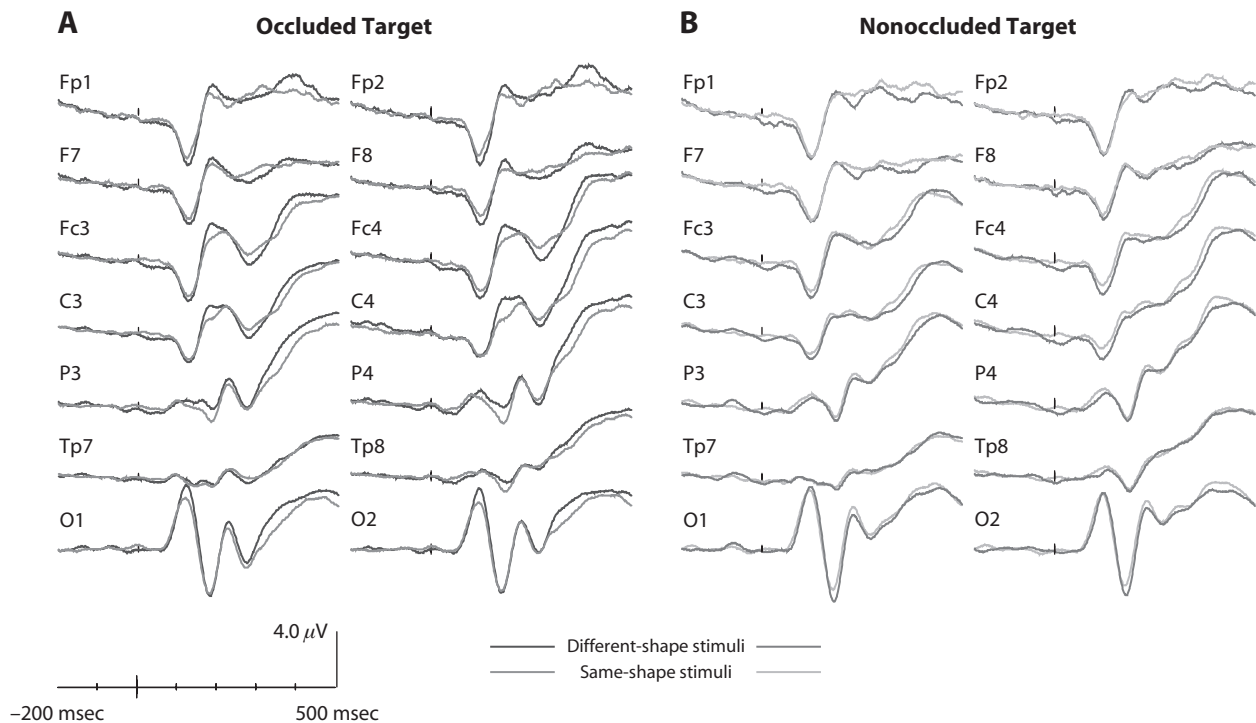 A Occluded Target
B Nonoccluded Target
Fp1 Fp2
F7 F8
Fc3 Fc4
C3 C4
P3 P4
Tp7 Tp8
O1 O2
Fp1 Fp2
F7 F8
Fc3 Fc4
C3 C4
P3 P4
Tp7 Tp8
O1 O2
4.0 μV
–200 msec 500 msec
Different-shape stimuli
Same-shape stimuli